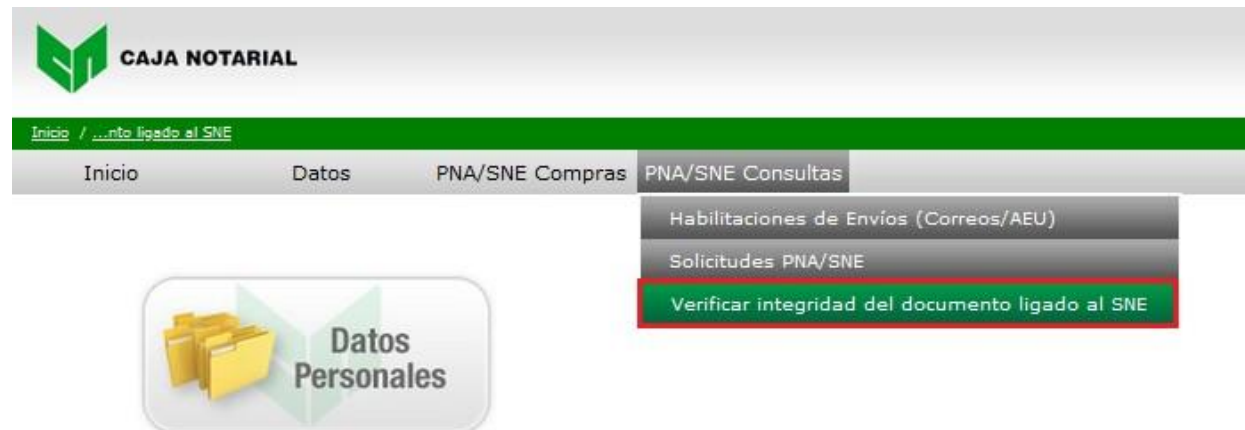 CAJA NOTARIAL
Inicio / ...nto ligado al SNE
Inicio Datos PNA/SNE Compras PNA/SNE Consultas
Habilitaciones de Envíos (Correos/AEU)
Solicitudes PNA/SNE
Verificar integridad del documento ligado al SNE
Datos
Personales